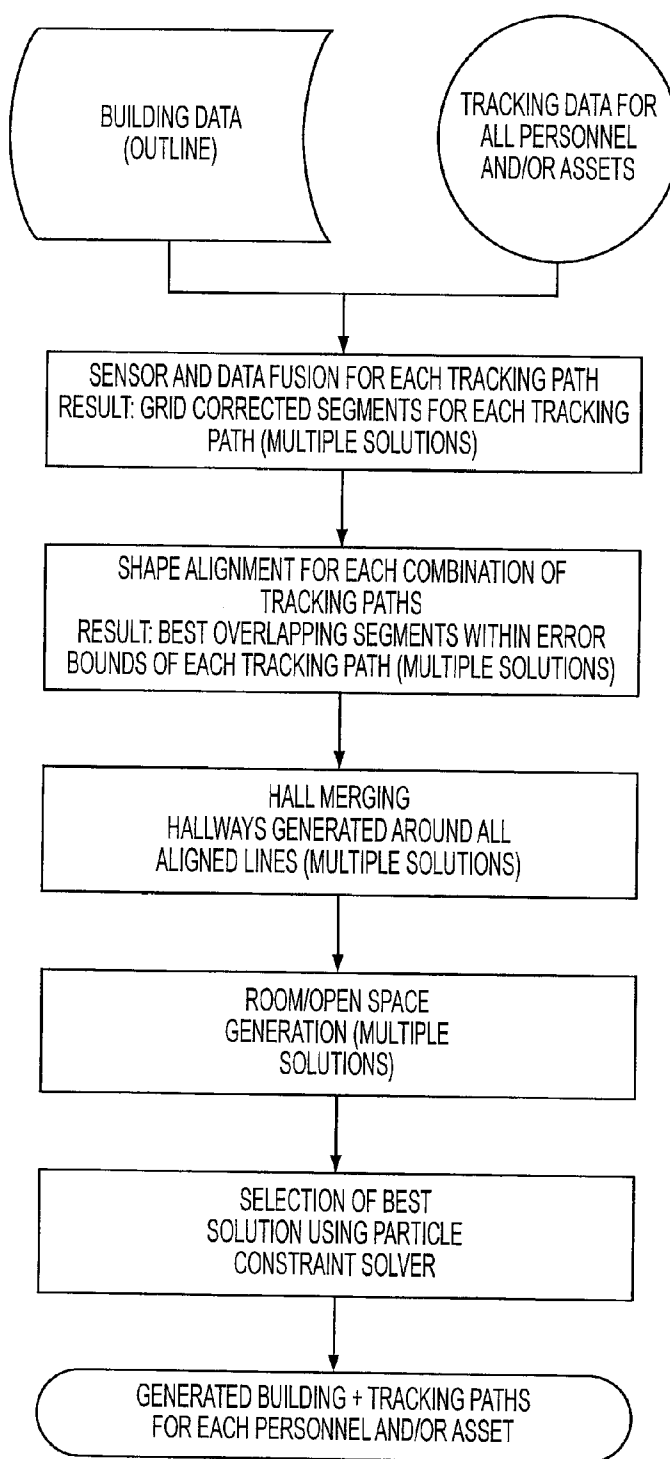 BUILDING DATA
(OUTLINE)
TRACKING DATA FOR
ALL PERSONNEL
AND/OR ASSETS
SENSOR AND DATA FUSION FOR EACH TRACKING PATH
RESULT: GRID CORRECTED SEGMENTS FOR EACH TRACKING
PATH (MULTIPLE SOLUTIONS)
SHAPE ALIGNMENT FOR EACH COMBINATION OF
TRACKING PATHS
RESULT: BEST OVERLAPPING SEGMENTS WITHIN ERROR
BOUNDS OF EACH TRACKING PATH (MULTIPLE SOLUTIONS)
HALL MERGING
HALLWAYS GENERATED AROUND ALL
ALIGNED LINES (MULTIPLE SOLUTIONS)
ROOM/OPEN SPACE
GENERATION (MULTIPLE
SOLUTIONS)
SELECTION OF BEST
SOLUTION USING PARTICLE
CONSTRAINT SOLVER
GENERATED BUILDING + TRACKING PATHS
FOR EACH PERSONNEL AND/OR ASSET